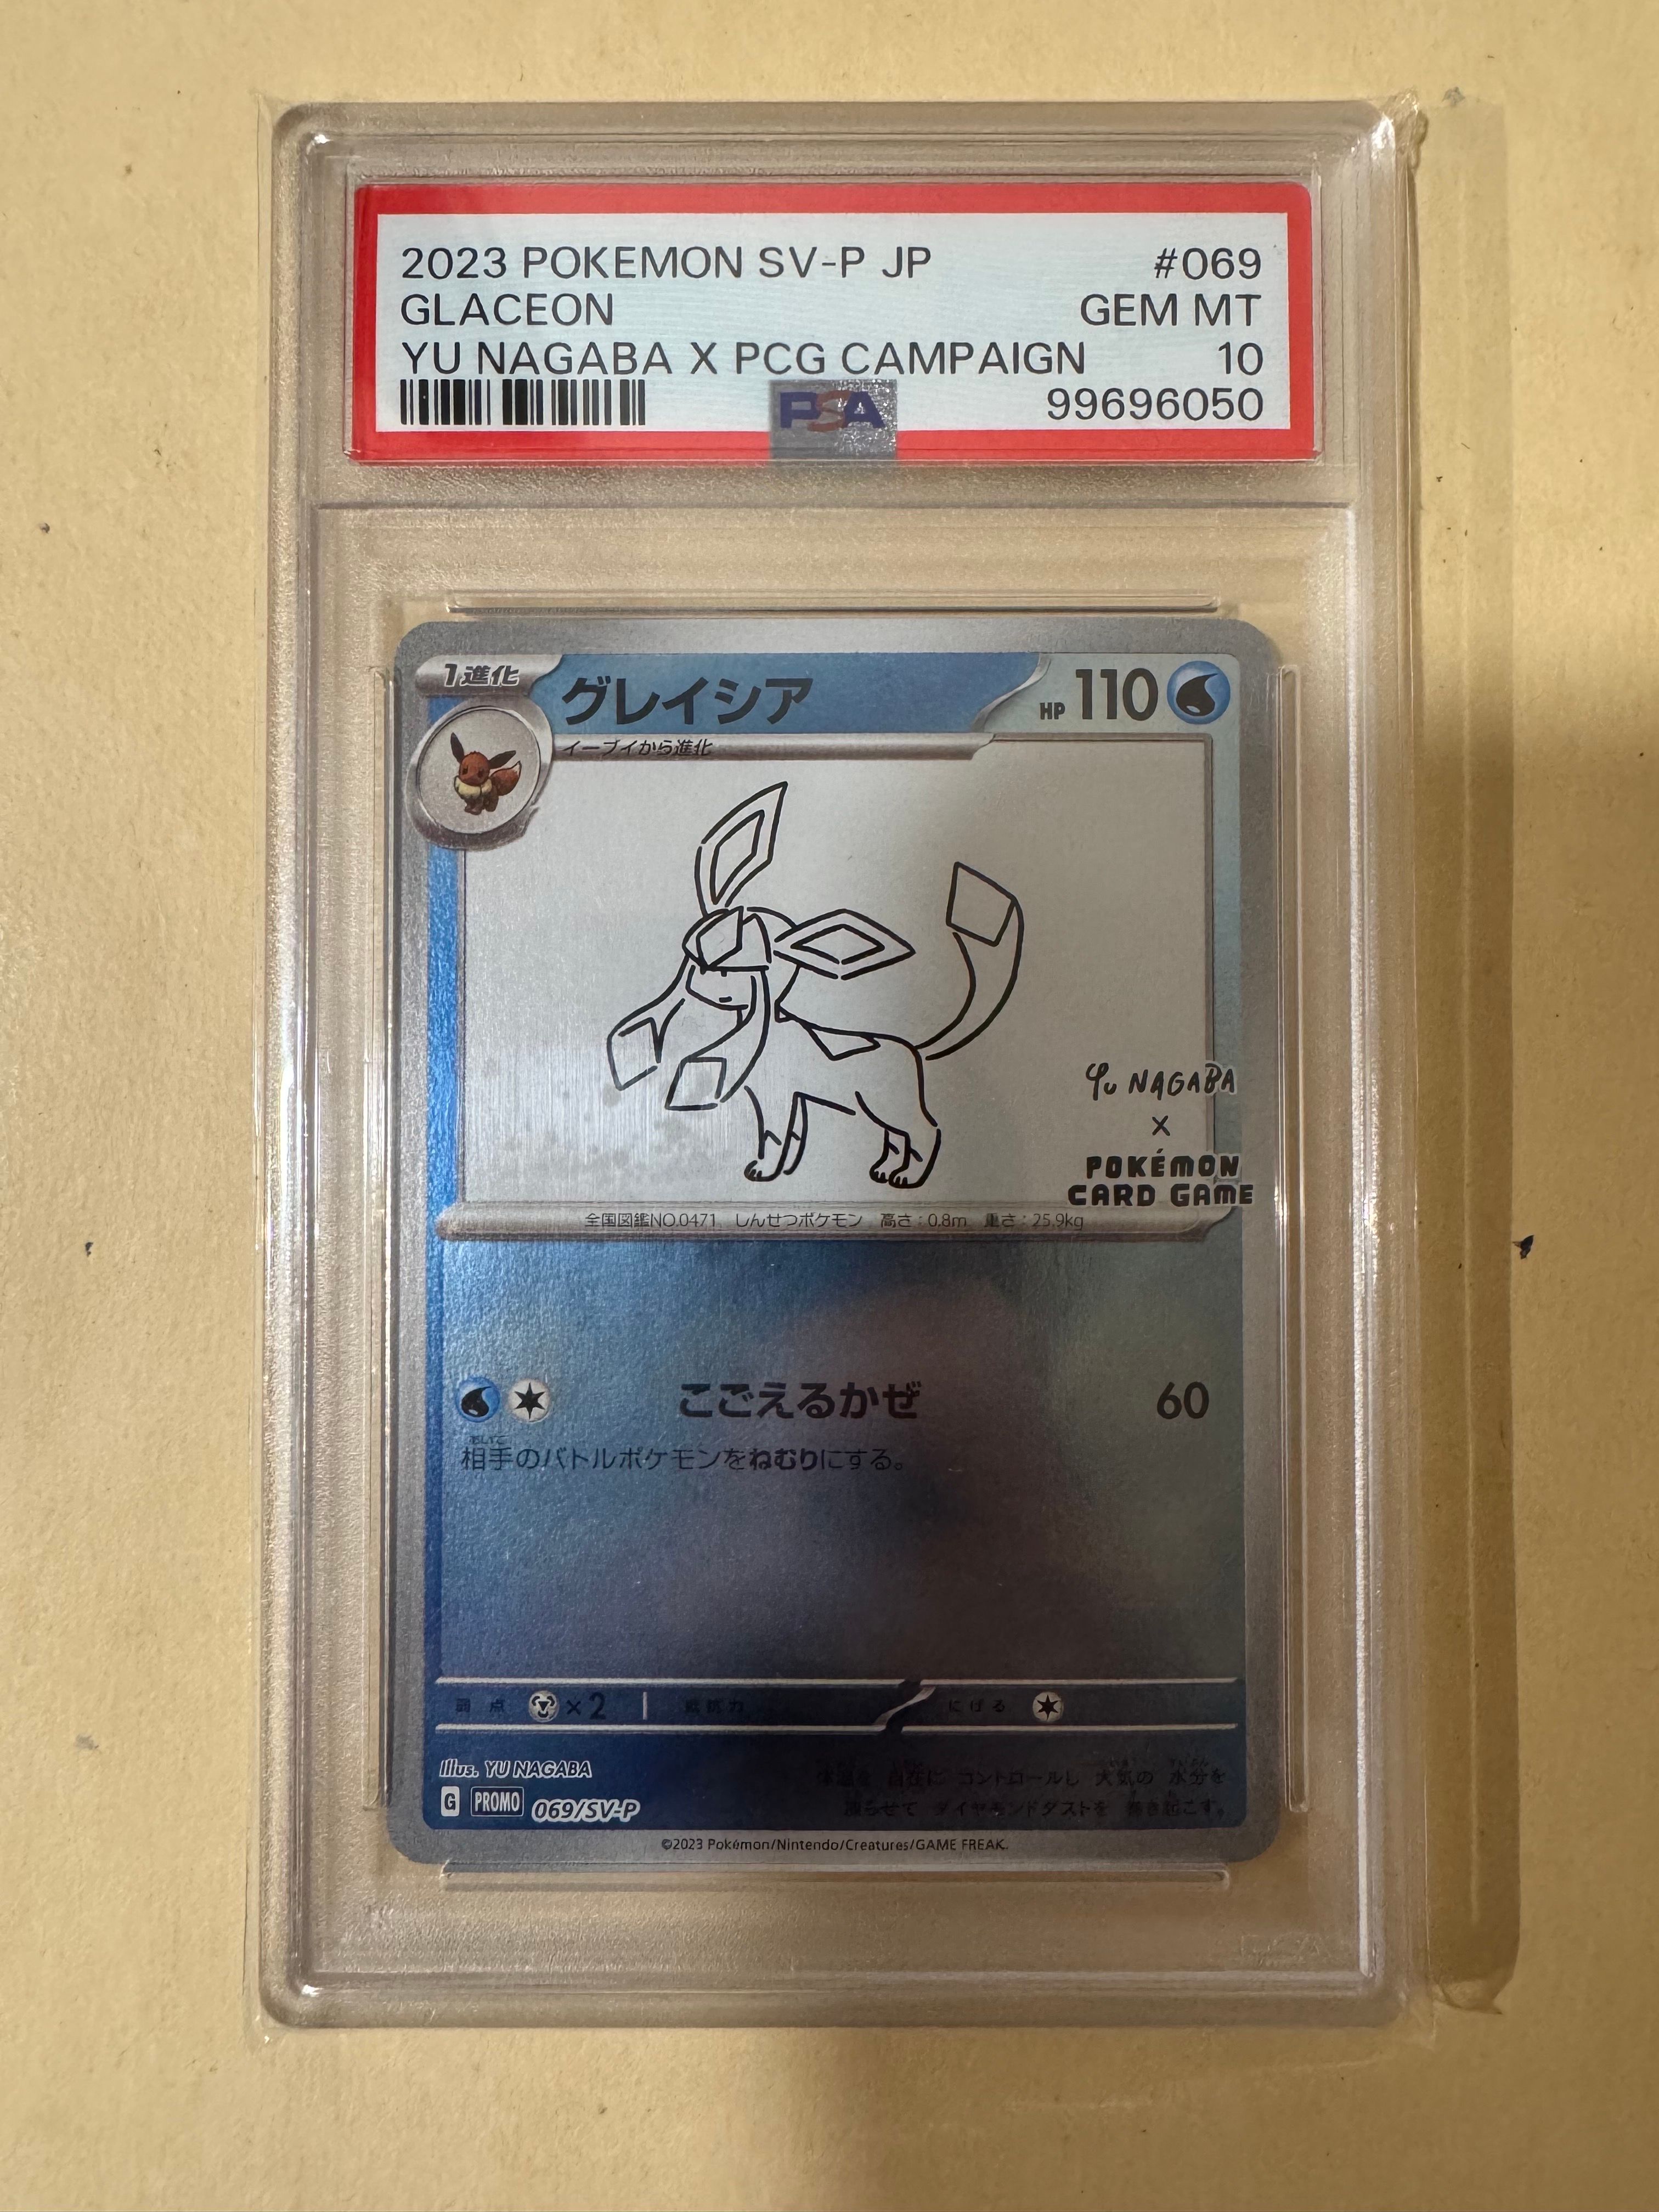 2023 POKEMON SV-P JP #069
GLACEON GEM MT
YU NAGABA X PCG CAMPAIGN 10
PSA 99696050
1進化 グレイシア HP 110
イーブイから進化
Yu NAGABA
X
POKÉMON
CARD GAME
全国図鑑NO.0471 しんせつポケモン 高さ:0.8m 重さ:25.9kg
こごえるかぜ 60
相手のバトルポケモンをねむりにする。
弱点 ×2 抵抗力 にげる
Illus. YU NAGABA
体温を 自在に コントロールし 大気の 水分を
G PROMO 069/SV-P
凍らせて ダイヤモンドダストを 巻き起こす。
©2023 Pokémon/Nintendo/Creatures/GAME FREAK.